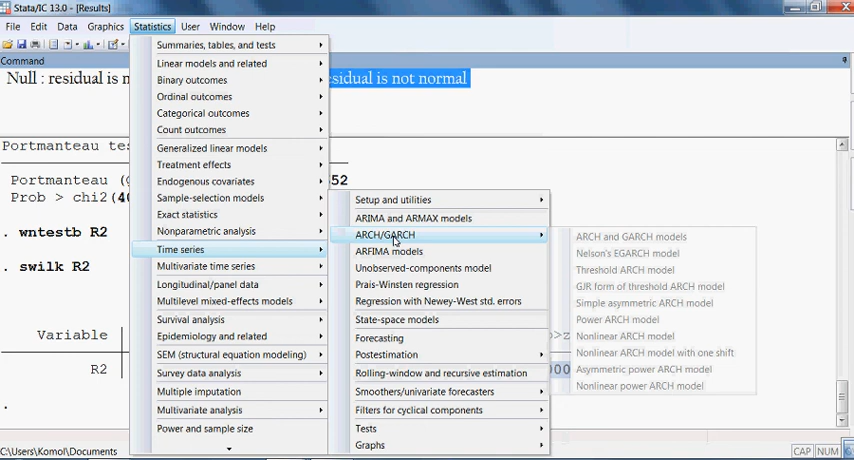 Stata/IC 13.0 - [Results]
File Edit Data Graphics Statistics User Window Help
Command
Null : residual is n
esidual is not normal
Portmanteau tes
Portmanteau (
52
Prob > chi2(40
. wntestb R2
. swilk R2
Variable
>z
R2
000
.
Summaries, tables, and tests
Linear models and related
Binary outcomes
Ordinal outcomes
Categorical outcomes
Count outcomes
Generalized linear models
Treatment effects
Endogenous covariates
Sample-selection models
Exact statistics
Nonparametric analysis
Time series
Multivariate time series
Longitudinal/panel data
Multilevel mixed-effects models
Survival analysis
Epidemiology and related
SEM (structural equation modeling)
Survey data analysis
Multiple imputation
Multivariate analysis
Power and sample size
Setup and utilities
ARIMA and ARMAX models
ARCH/GARCH
ARFIMA models
Unobserved-components model
Prais-Winsten regression
Regression with Newey-West std. errors
State-space models
Forecasting
Postestimation
Rolling-window and recursive estimation
Smoothers/univariate forecasters
Filters for cyclical components
Tests
Graphs
ARCH and GARCH models
Nelson's EGARCH model
Threshold ARCH model
GJR form of threshold ARCH model
Simple asymmetric ARCH model
Power ARCH model
Nonlinear ARCH model
Nonlinear ARCH model with one shift
Asymmetric power ARCH model
Nonlinear power ARCH model
C:\Users\Komol\Documents
CAP NUM